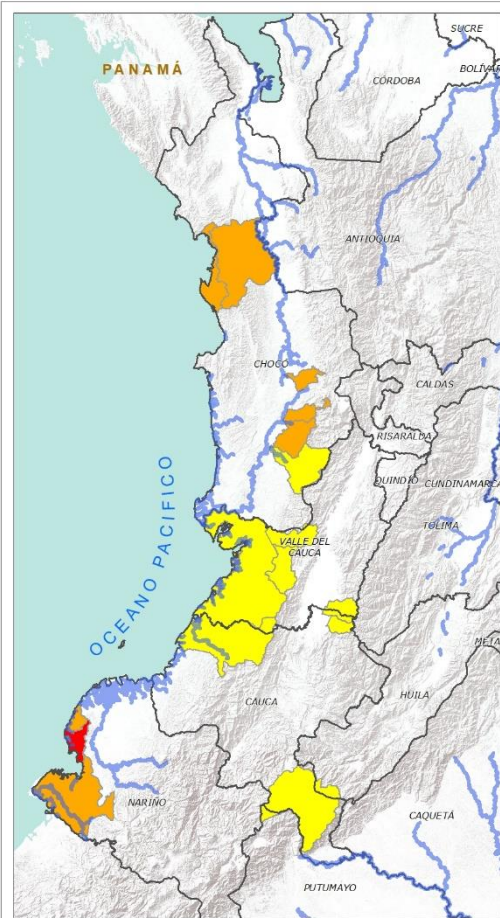 SUCRE
PANAMÁ
BOLÍVAR
CÓRDOBA
ANTIOQUIA
CHOCÓ
CALDAS
RISARALDA
QUINDÍO
CUNDINAMARCA
TOLIMA
VALLE DEL
CAUCA
OCEANO PACIFICO
META
HUILA
CAUCA
NARIÑO
CAQUETÁ
PUTUMAYO